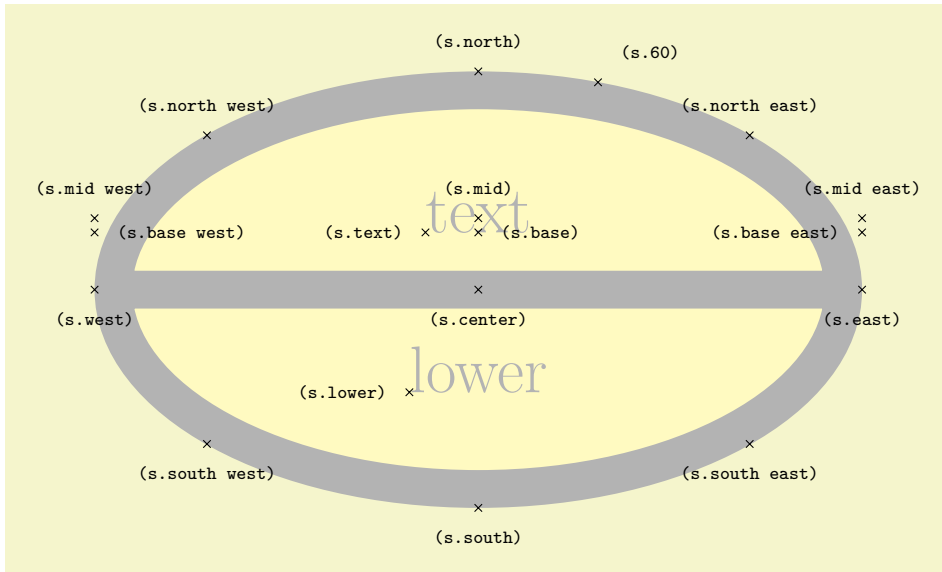 (s.north)
(s.60)
(s.north west)
(s.north east)
(s.mid west)
(s.mid)
(s.mid east)
text
(s.base west)
(s.text)
(s.base)
(s.base east)
(s.west)
(s.center)
(s.east)
lower
(s.lower)
(s.south west)
(s.south east)
(s.south)